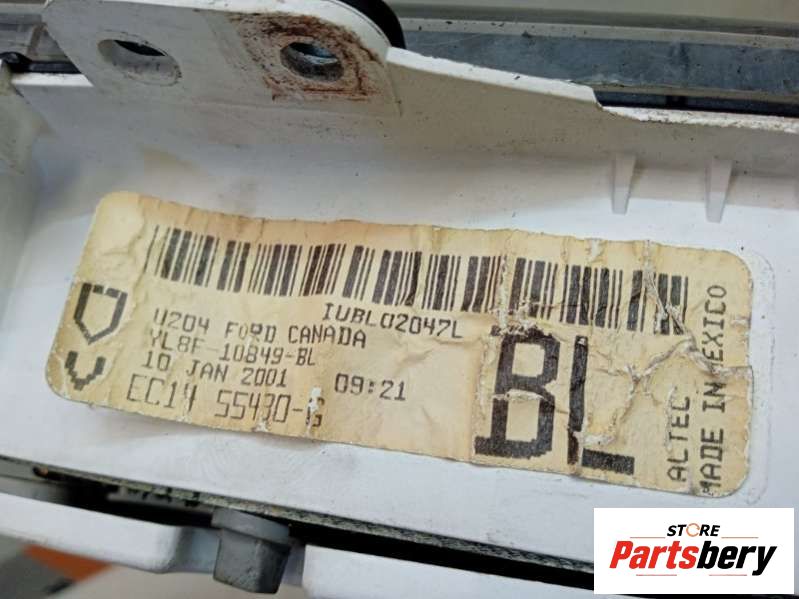 IUBL02047L
VD
U204 FORD CANADA
YL8F-10849-BL
10 JAN 2001 09:21
EC14 55430-G
BL
ALTEC
MADE IN MEXICO
STORE
Partsbery